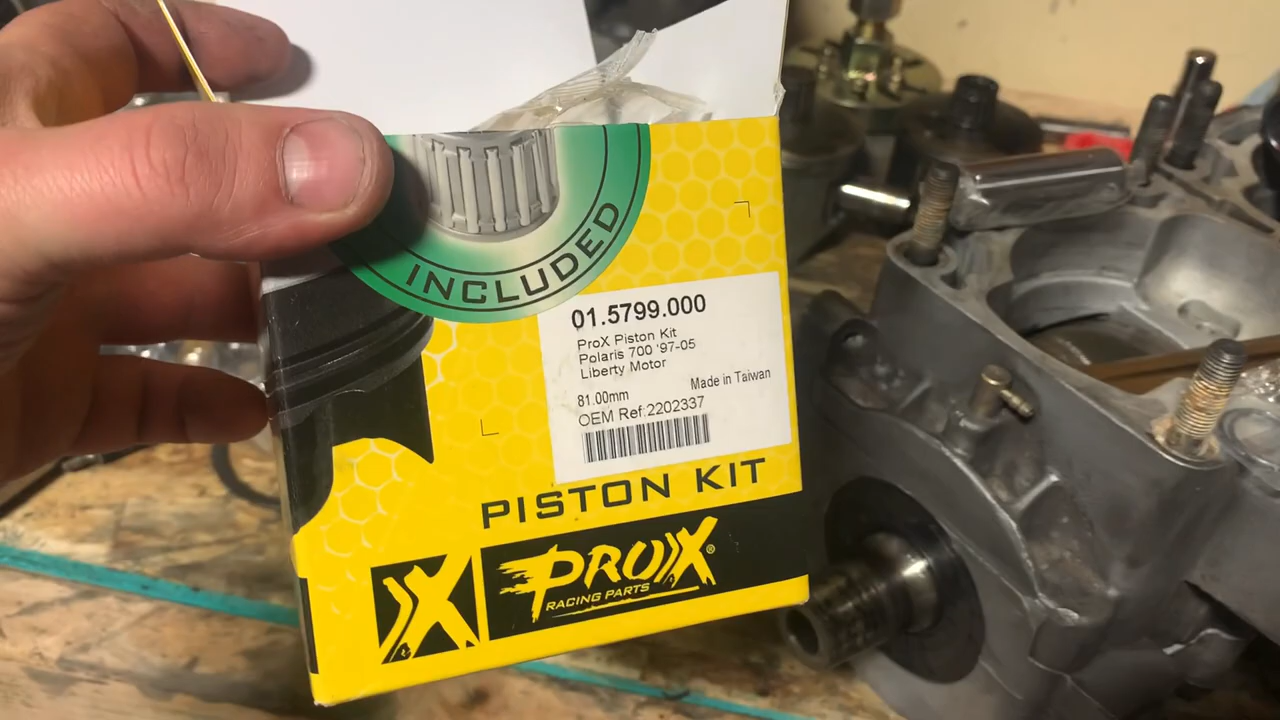 INCLUDED
01.5799.000
ProX Piston Kit
Polaris 700 '97-05
Liberty Motor
81.00mm Made in Taiwan
OEM Ref:2202337
PISTON KIT
PROX®
RACING PARTS